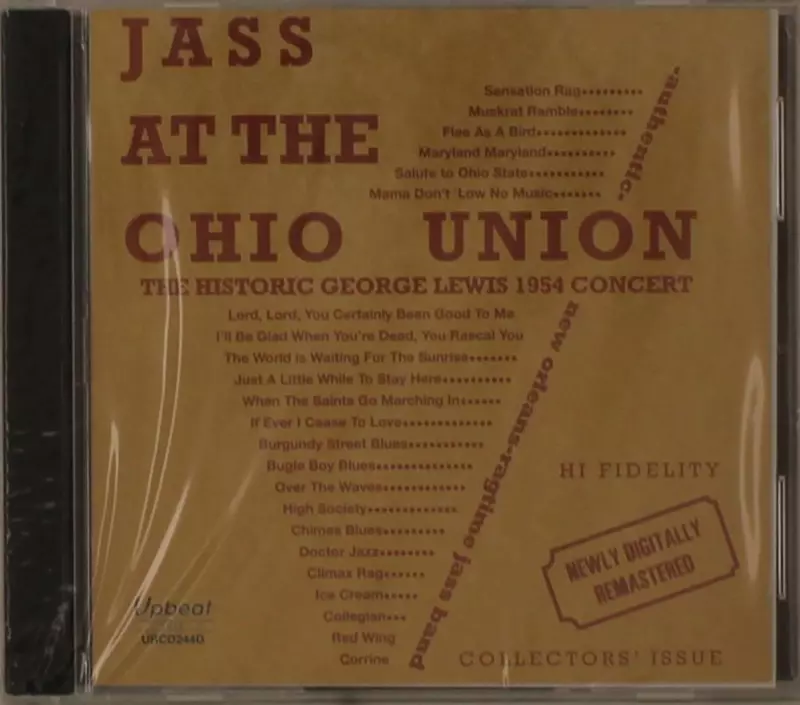 JASS
AT THE
OHIO UNION
Sensation Rag.........
Muskrat Ramble........
Flee As A Bird.............
Maryland Maryland..........
Salute to Ohio State...........
Mama Don't 'Low No Music.......
·authentic·
THE HISTORIC GEORGE LEWIS 1954 CONCERT
Lord, Lord, You Certainly Been Good To Me
I'll Be Glad When You're Dead, You Rascal You
The World is Waiting For The Sunrise.......
Just A Little While To Stay Here..........
When The Saints Go Marching In......
If Ever I Cease To Love.............
Burgundy Street Blues...........
Bugle Boy Blues..............
Over The Waves............
High Society.............
Chimes Blues.........
Doctor Jazz........
Climax Rag......
Ice Cream.....
Collegian...
Red Wing
Corrine
new orleans-ragtime jass band
HI FIDELITY
NEWLY DIGITALLY
REMASTERED
Upbeat
URCD244D
COLLECTORS' ISSUE